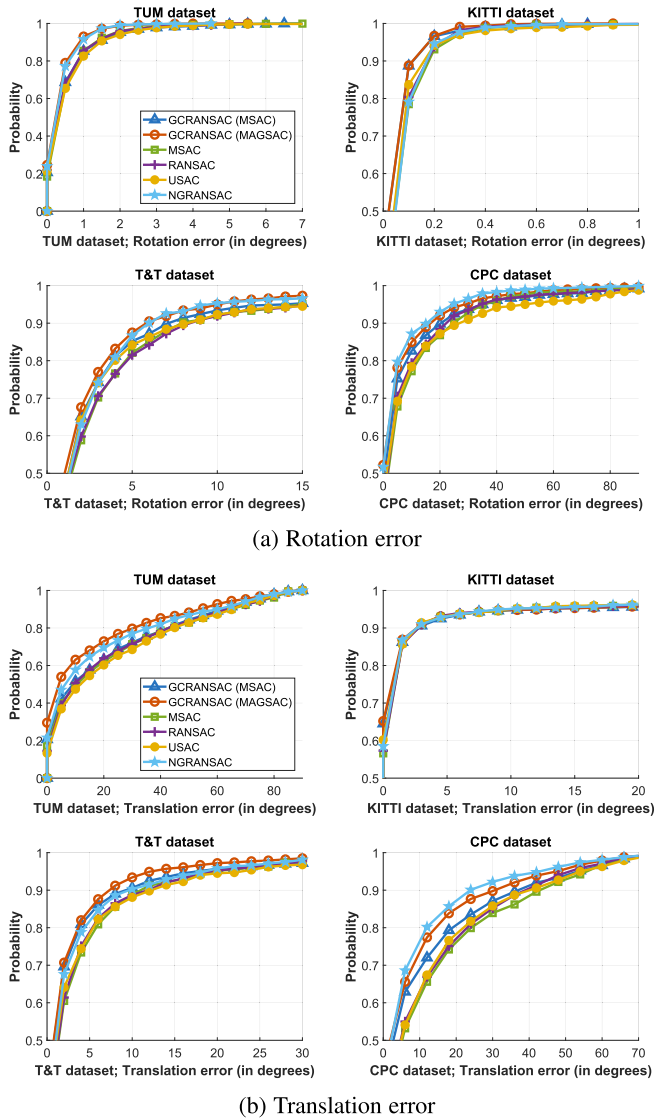 TUM dataset
1
0.8
0.6
0.4
0.2
0
Probability
GCRANSAC (MSAC)
GCRANSAC (MAGSAC)
MSAC
RANSAC
USAC
NGRANSAC
0 1 2 3 4 5 6 7
TUM dataset; Rotation error (in degrees)
KITTI dataset
1
0.9
0.8
0.7
0.6
0.5
Probability
0 0.2 0.4 0.6 0.8 1
KITTI dataset; Rotation error (in degrees)
T&T dataset
1
0.9
0.8
0.7
0.6
0.5
Probability
5 10 15
T&T dataset; Rotation error (in degrees)
CPC dataset
1
0.9
0.8
0.7
0.6
0.5
Probability
0 20 40 60 80
CPC dataset; Rotation error (in degrees)
(a) Rotation error
TUM dataset
1
0.8
0.6
0.4
0.2
0
Probability
GCRANSAC (MSAC)
GCRANSAC (MAGSAC)
MSAC
RANSAC
USAC
NGRANSAC
0 20 40 60 80
TUM dataset; Translation error (in degrees)
KITTI dataset
1
0.9
0.8
0.7
0.6
0.5
Probability
0 5 10 15 20
KITTI dataset; Translation error (in degrees)
T&T dataset
1
0.9
0.8
0.7
0.6
0.5
Probability
0 5 10 15 20 25 30
T&T dataset; Translation error (in degrees)
CPC dataset
1
0.9
0.8
0.7
0.6
0.5
Probability
0 10 20 30 40 50 60 70
CPC dataset; Translation error (in degrees)
(b) Translation error